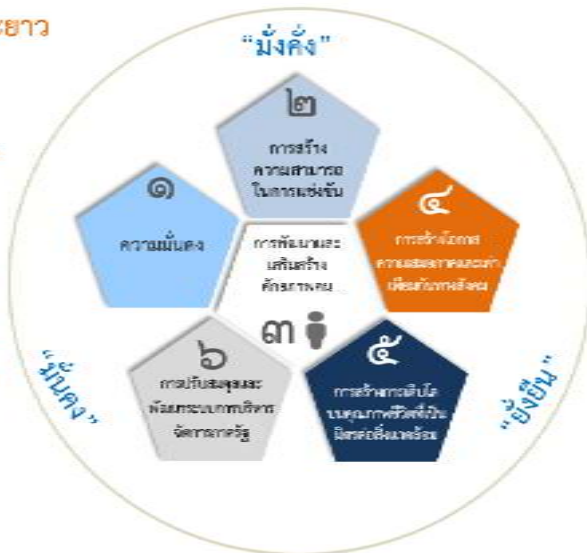 ะยาว
“มั่งคั่ง”
๒
การสร้าง
ความสามารถ
ในการแข่งขัน
๑
ความมั่นคง
๔
การสร้างโอกาส
ความเสมอภาคและเท่า
เทียมกันทางสังคม
การพัฒนาและ
เสริมสร้าง
ศักยภาพคน
๓
๖
การปรับสมดุลและ
พัฒนาระบบการบริหาร
จัดการภาครัฐ
๕
การสร้างการเติบโต
บนคุณภาพชีวิตที่เป็น
มิตรต่อสิ่งแวดล้อม
“มั่นคง”
“ยั่งยืน”